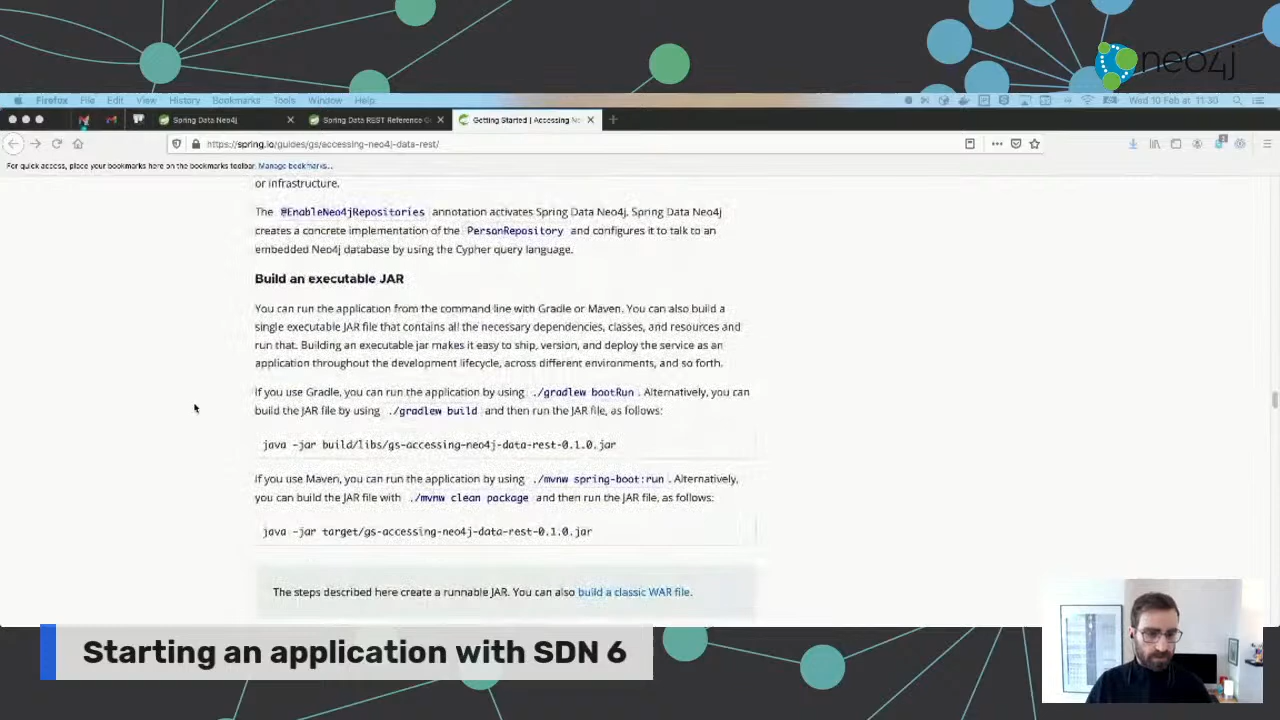 neo4j
Firefox File Edit View History Bookmarks Tools Window Help
Wed 10 Feb at 11:30
Spring Data Neo4j
Spring Data REST Reference G
Getting Started | Accessing Ne
https://spring.io/guides/gs/accessing-neo4j-data-rest/
For quick access, place your bookmarks here on the bookmarks toolbar. Manage bookmarks...
or infrastructure.
The @EnableNeo4jRepositories annotation activates Spring Data Neo4j. Spring Data Neo4j
creates a concrete implementation of the PersonRepository and configures it to talk to an
embedded Neo4j database by using the Cypher query language.
Build an executable JAR
You can run the application from the command line with Gradle or Maven. You can also build a
single executable JAR file that contains all the necessary dependencies, classes, and resources and
run that. Building an executable jar makes it easy to ship, version, and deploy the service as an
application throughout the development lifecycle, across different environments, and so forth.
If you use Gradle, you can run the application by using ./gradlew bootRun. Alternatively, you can
build the JAR file by using ./gradlew build and then run the JAR file, as follows:
java -jar build/libs/gs-accessing-neo4j-data-rest-0.1.0.jar
If you use Maven, you can run the application by using ./mvnw spring-boot:run. Alternatively,
you can build the JAR file with ./mvnw clean package and then run the JAR file, as follows:
java -jar target/gs-accessing-neo4j-data-rest-0.1.0.jar
The steps described here create a runnable JAR. You can also build a classic WAR file.
Starting an application with SDN 6